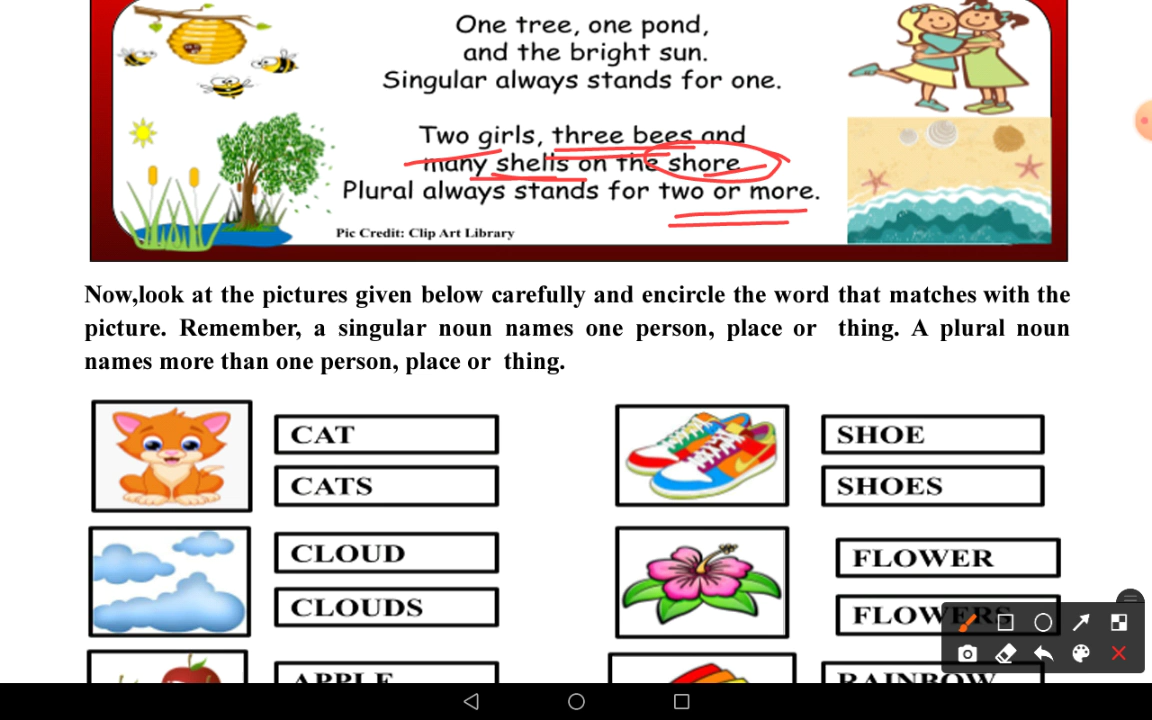 One tree, one pond,
and the bright sun.
Singular always stands for one.
Two girls, three bees and
many shells on the shore
Plural always stands for two or more.
Pic Credit: Clip Art Library
Now,look at the pictures given below carefully and encircle the word that matches with the
picture. Remember, a singular noun names one person, place or thing. A plural noun
names more than one person, place or thing.
CAT
CATS
SHOE
SHOES
CLOUD
CLOUDS
FLOWER
FLOWERS
APPLE
RAINBOW